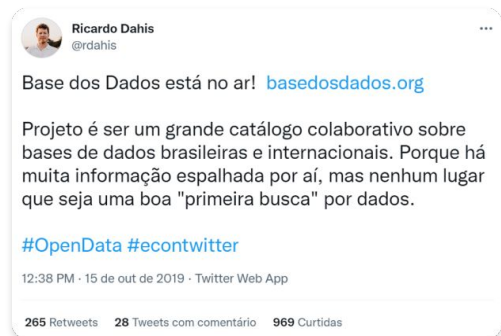 Ricardo Dahis
@rdahis
Base dos Dados está no ar! basedosdados.org
Projeto é ser um grande catálogo colaborativo sobre
bases de dados brasileiras e internacionais. Porque há
muita informação espalhada por aí, mas nenhum lugar
que seja uma boa "primeira busca" por dados.
#OpenData #econtwitter
12:38 PM · 15 de out de 2019 · Twitter Web App
265 Retweets 28 Tweets com comentário 969 Curtidas